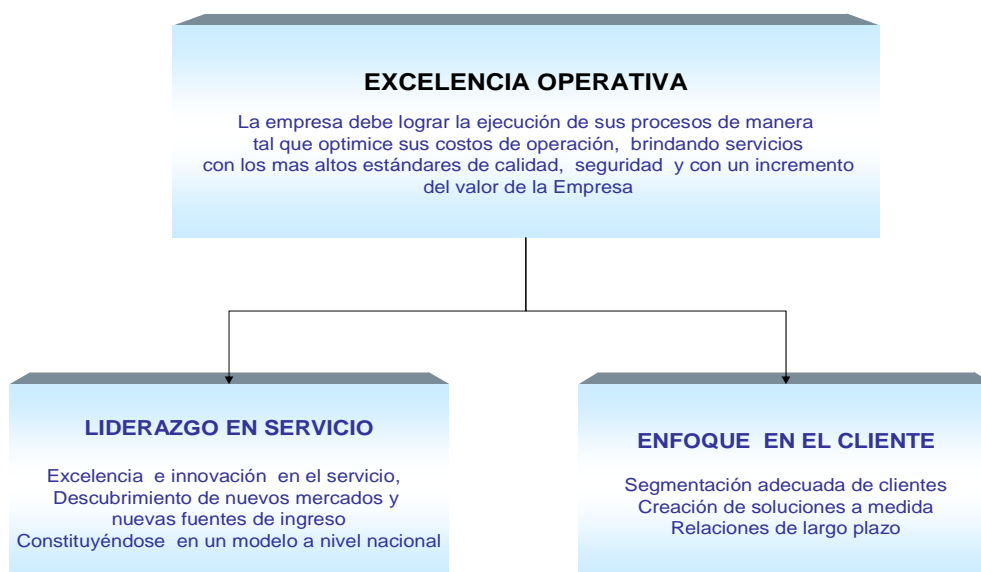 EXCELENCIA OPERATIVA
La empresa debe lograr la ejecución de sus procesos de manera
tal que optimice sus costos de operación, brindando servicios
con los mas altos estándares de calidad, seguridad y con un incremento
del valor de la Empresa
LIDERAZGO EN SERVICIO
Excelencia e innovación en el servicio,
Descubrimiento de nuevos mercados y
nuevas fuentes de ingreso
Constituyéndose en un modelo a nivel nacional
ENFOQUE EN EL CLIENTE
Segmentación adecuada de clientes
Creación de soluciones a medida
Relaciones de largo plazo